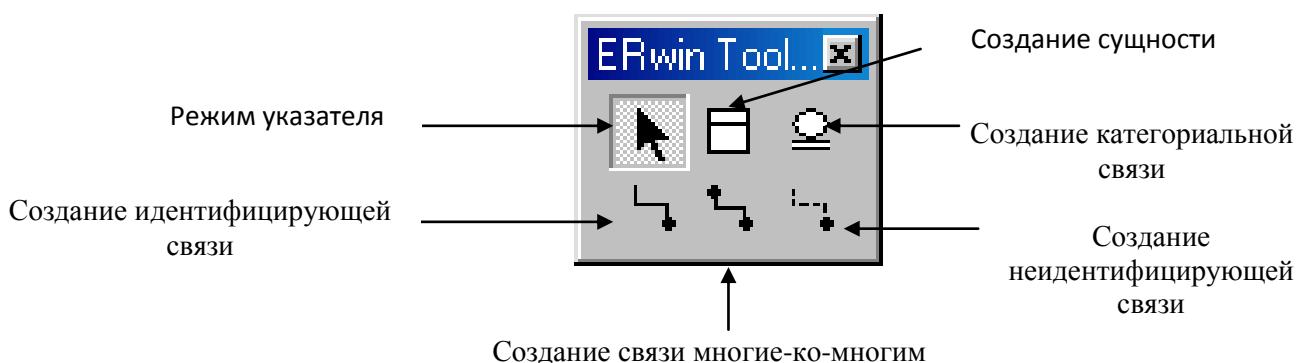 ERwin Tool...
Создание сущности
Режим указателя
Создание категориальной
связи
Создание идентифицирующей
связи
Создание
неидентифицирующей
связи
Создание связи многие-ко-многим